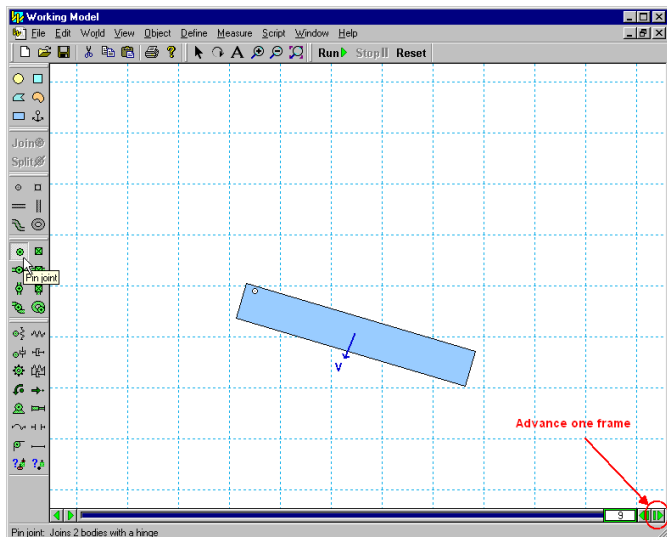 Working Model
File Edit World View Object Define Measure Script Window Help
A Run Stop Reset
Join
Split
Pin joint
V
Advance one frame
9
Pin joint: Joins 2 bodies with a hinge